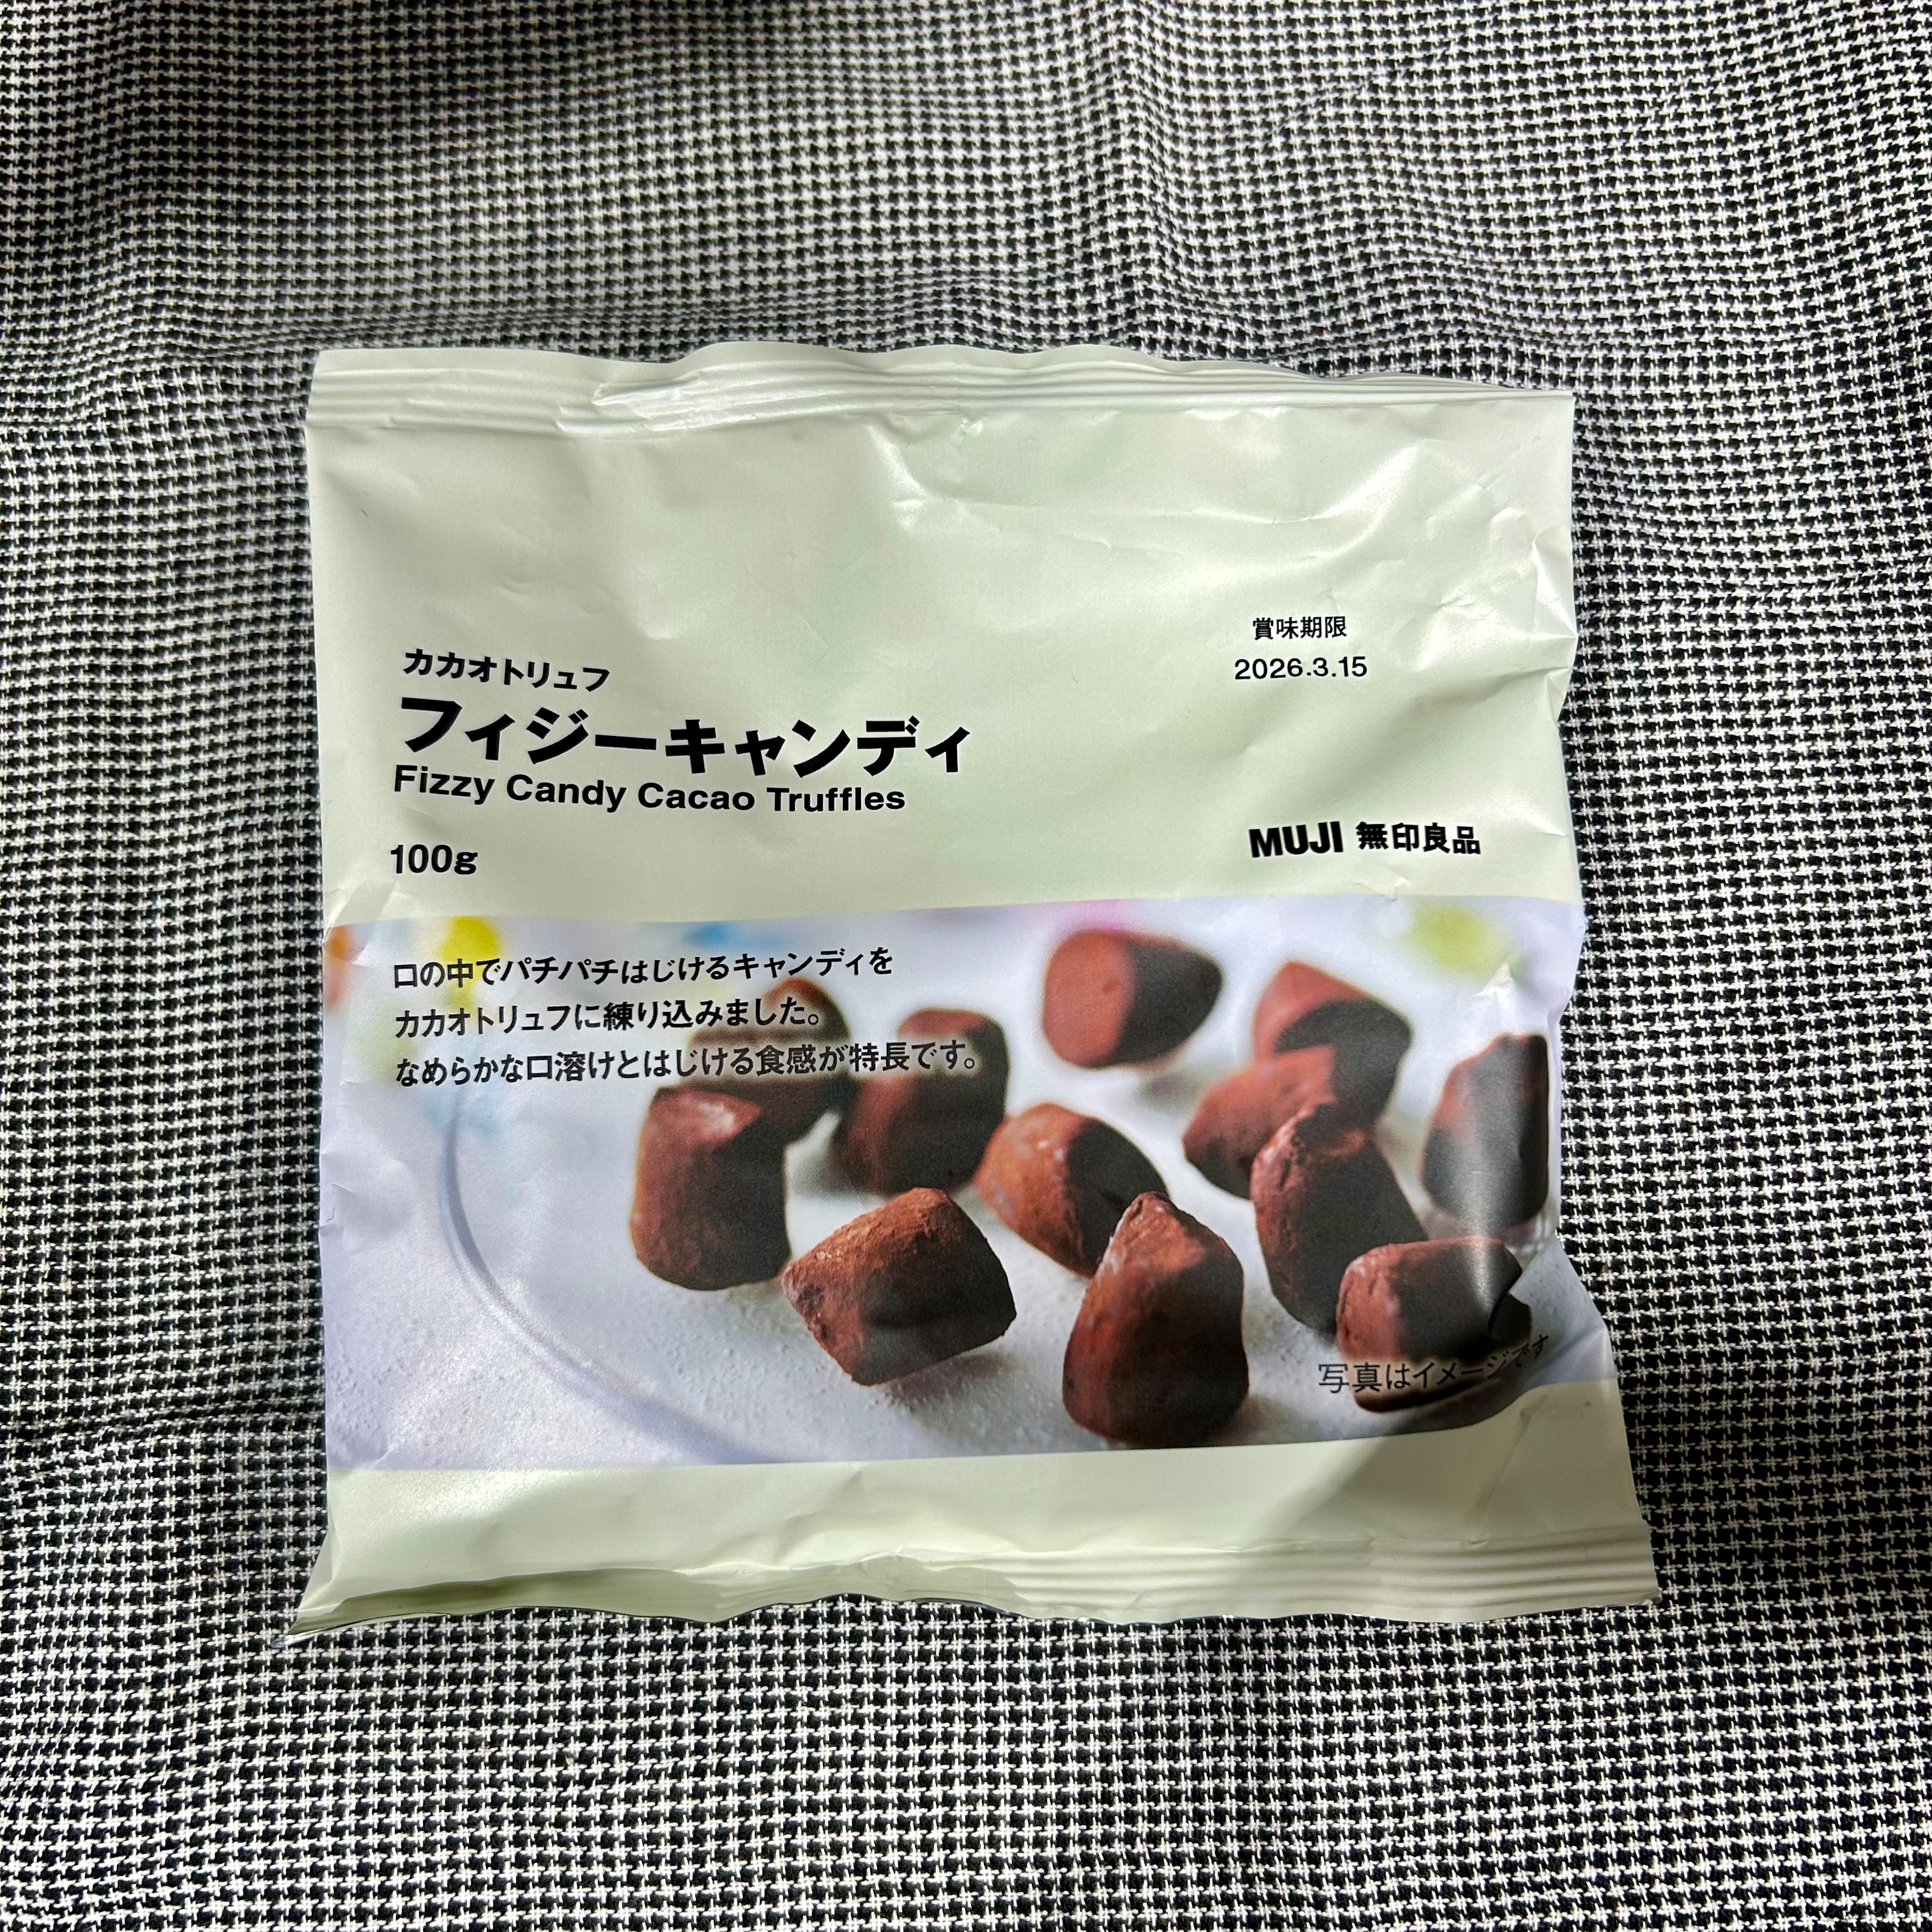 カカオトリュフ
フィジーキャンディ
Fizzy Candy Cacao Truffles
100g
賞味期限
2026.3.15
MUJI 無印良品
口の中でパチパチはじけるキャンディを
カカオトリュフに練り込みました。
なめらかな口溶けとはじける食感が特長です。
写真はイメージです